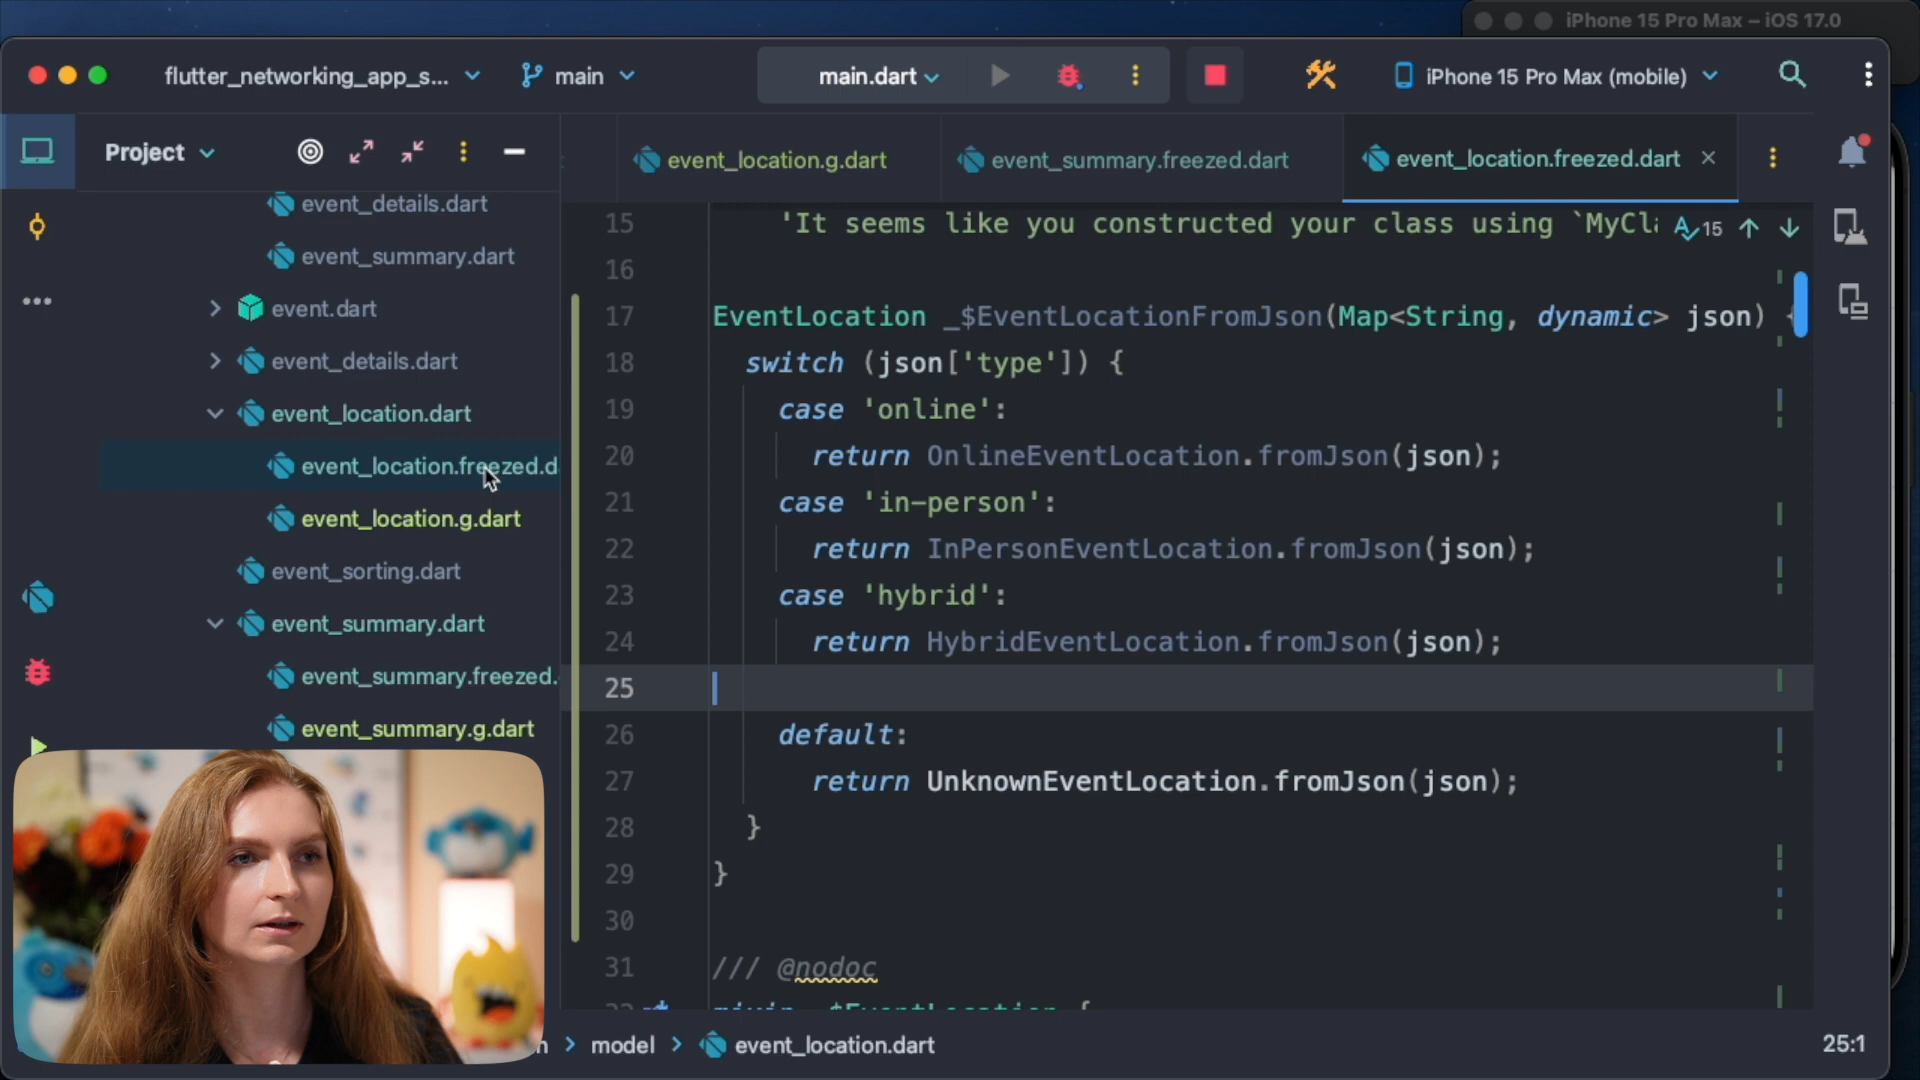 iPhone 15 Pro Max – iOS 17.0
flutter_networking_app_s...
main
main.dart
iPhone 15 Pro Max (mobile)
Project
event_location.g.dart
event_summary.freezed.dart
event_location.freezed.dart
event_details.dart
event_summary.dart
event.dart
event_details.dart
event_location.dart
event_location.freezed.d
event_location.g.dart
event_sorting.dart
event_summary.dart
event_summary.freezed.
event_summary.g.dart
15 'It seems like you constructed your class using `MyCl
15
16
17 EventLocation _$EventLocationFromJson(Map<String, dynamic> json) {
18 switch (json['type']) {
19 case 'online':
20 return OnlineEventLocation.fromJson(json);
21 case 'in-person':
22 return InPersonEventLocation.fromJson(json);
23 case 'hybrid':
24 return HybridEventLocation.fromJson(json);
25
26 default:
27 return UnknownEventLocation.fromJson(json);
28 }
29 }
30
31 /// @nodoc
mixin _$EventLocation {
n > model > event_location.dart
25:1